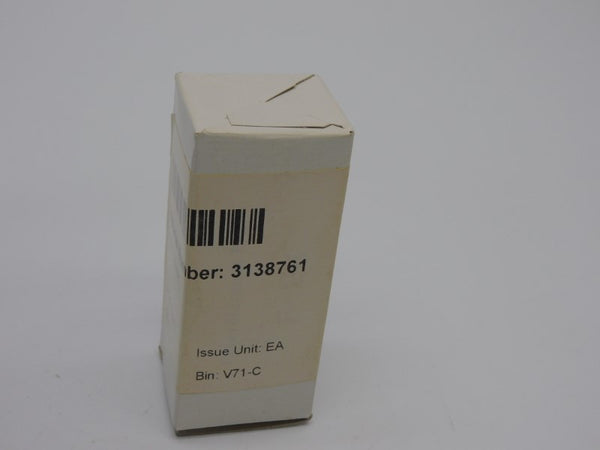 ber: 3138761
Issue Unit: EA
Bin: V71-C